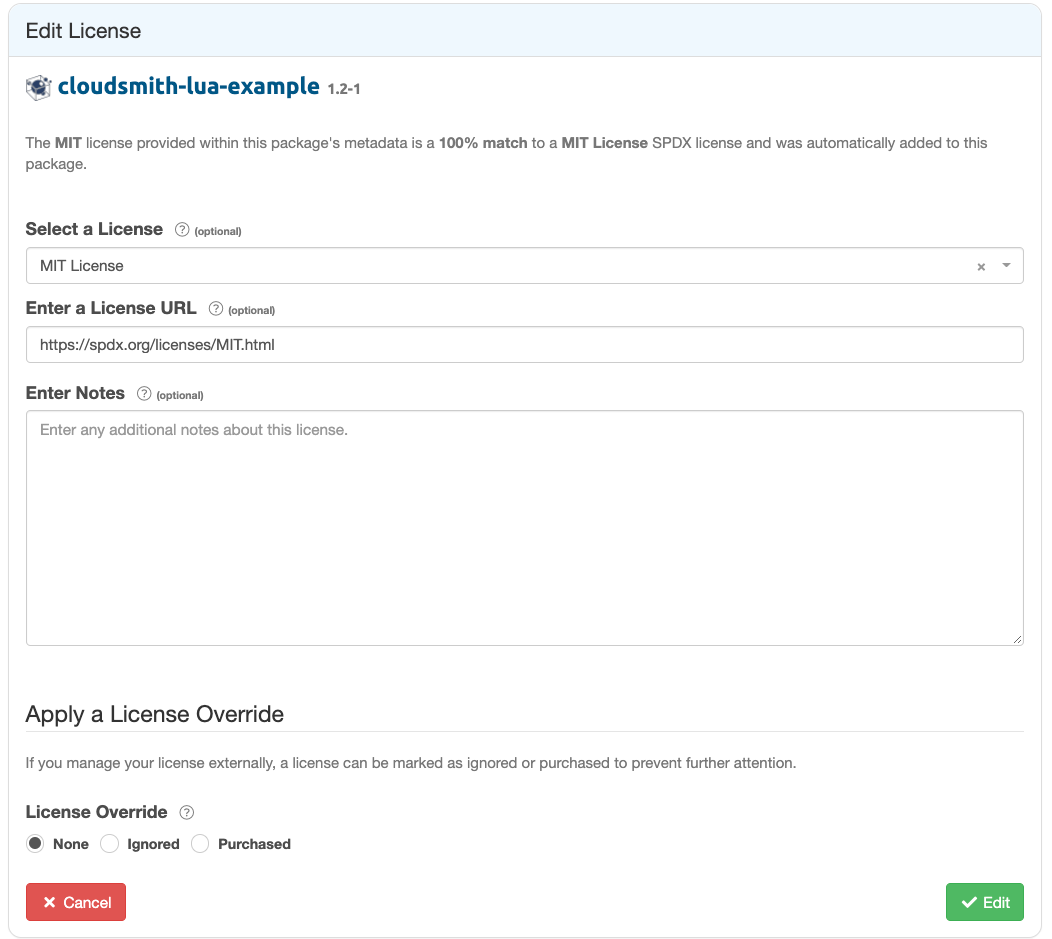 Edit License
cloudsmith-lua-example 1.2-1
The MIT license provided within this package's metadata is a 100% match to a MIT License SPDX license and was automatically added to this
package.
Select a License ? (optional)
MIT License × 
Enter a License URL ? (optional)
https://spdx.org/licenses/MIT.html
Enter Notes ? (optional)
Enter any additional notes about this license.
Apply a License Override
If you manage your license externally, a license can be marked as ignored or purchased to prevent further attention.
License Override ?
None Ignored Purchased
Cancel Edit